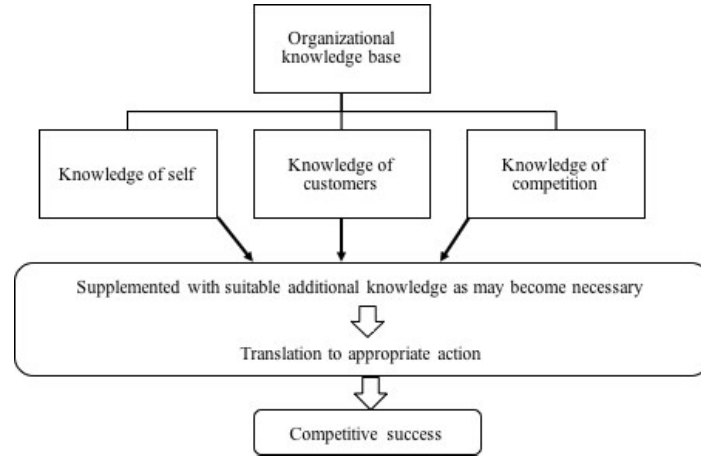 Organizational
knowledge base
Knowledge of self
Knowledge of
customers
Knowledge of
competition
Supplemented with suitable additional knowledge as may become necessary
Translation to appropriate action
Competitive success